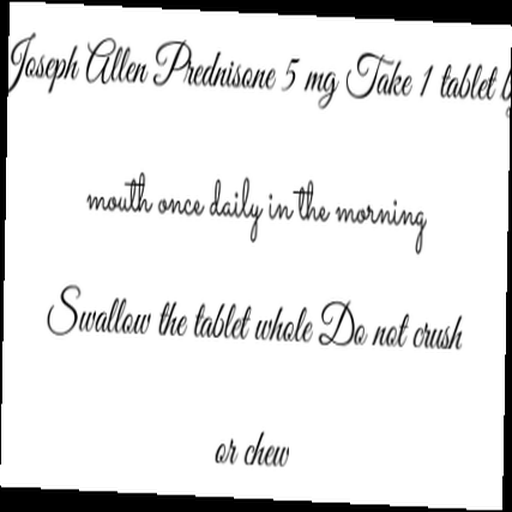 Joseph Allen Prednisone 5 mg Take 1 tablet
mouth once daily in the morning
Swallow the tablet whole Do not crush
or chew